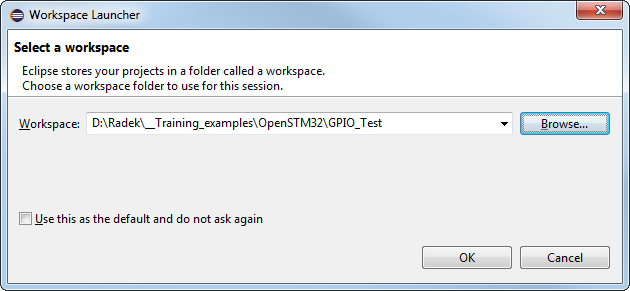 Workspace Launcher
Select a workspace
Eclipse stores your projects in a folder called a workspace.
Choose a workspace folder to use for this session.
Workspace: D:\Radek\__Training_examples\OpenSTM32\GPIO_Test Browse...
Use this as the default and do not ask again
OK Cancel